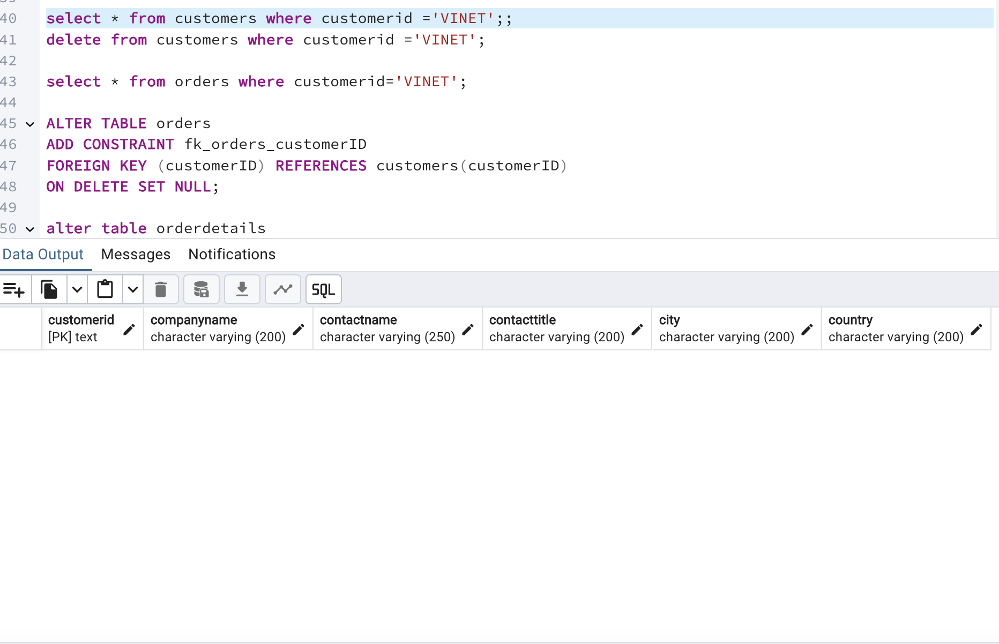 39
40 select * from customers where customerid ='VINET';;
41 delete from customers where customerid ='VINET';
42
43 select * from orders where customerid='VINET';
44
45 ALTER TABLE orders
46 ADD CONSTRAINT fk_orders_customerID
47 FOREIGN KEY (customerID) REFERENCES customers(customerID)
48 ON DELETE SET NULL;
49
50 alter table orderdetails
Data Output Messages Notifications
SQL
customerid companyname contactname contacttitle city country
[PK] text character varying (200) character varying (250) character varying (200) character varying (200) character varying (200)